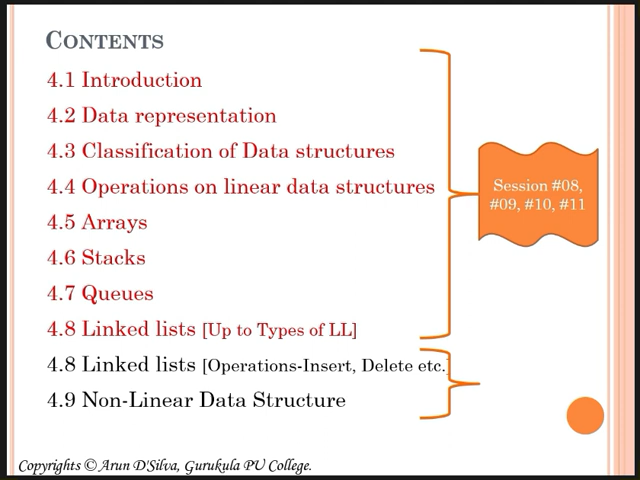 CONTENTS
4.1 Introduction
4.2 Data representation
4.3 Classification of Data structures
4.4 Operations on linear data structures
4.5 Arrays
4.6 Stacks
4.7 Queues
4.8 Linked lists [Up to Types of LL]
4.8 Linked lists [Operations-Insert, Delete etc.]
4.9 Non-Linear Data Structure
Session #08,
#09, #10, #11
Copyrights © Arun D'Silva, Gurukula PU College.